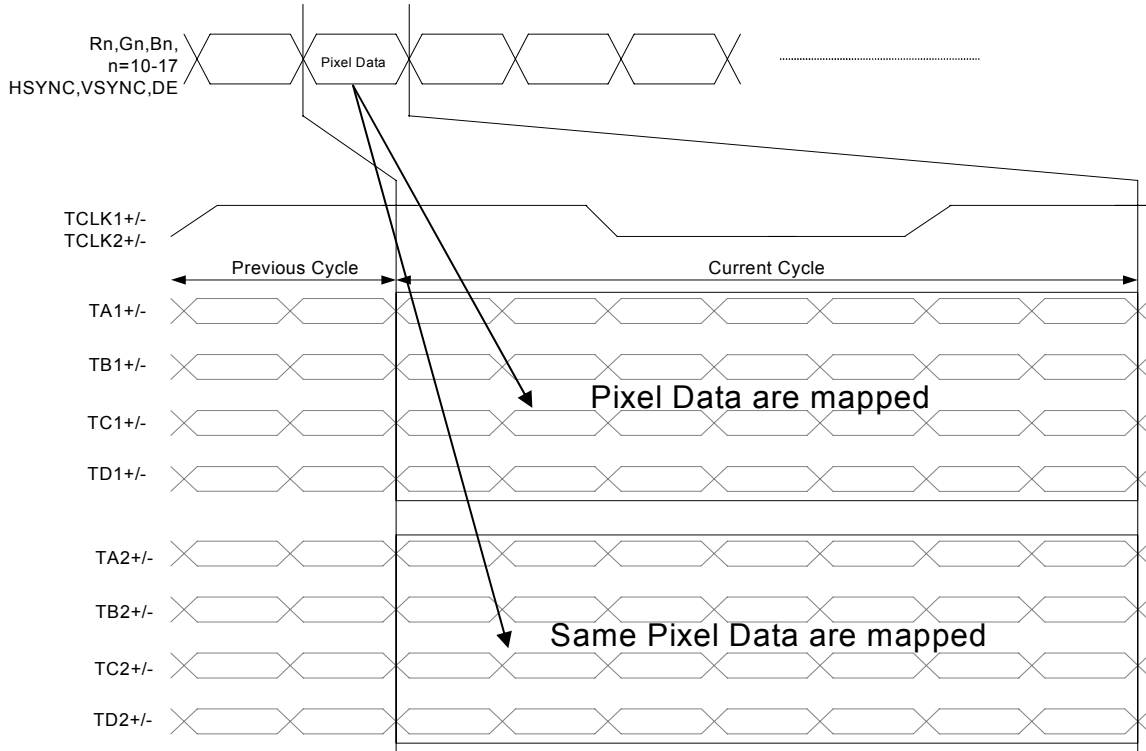 Rn,Gn,Bn,
n=10-17
HSYNC,VSYNC,DE
Pixel Data
TCLK1+/-
TCLK2+/-
Previous Cycle
Current Cycle
TA1+/-
TB1+/-
Pixel Data are mapped
TC1+/-
TD1+/-
TA2+/-
TB2+/-
Same Pixel Data are mapped
TC2+/-
TD2+/-